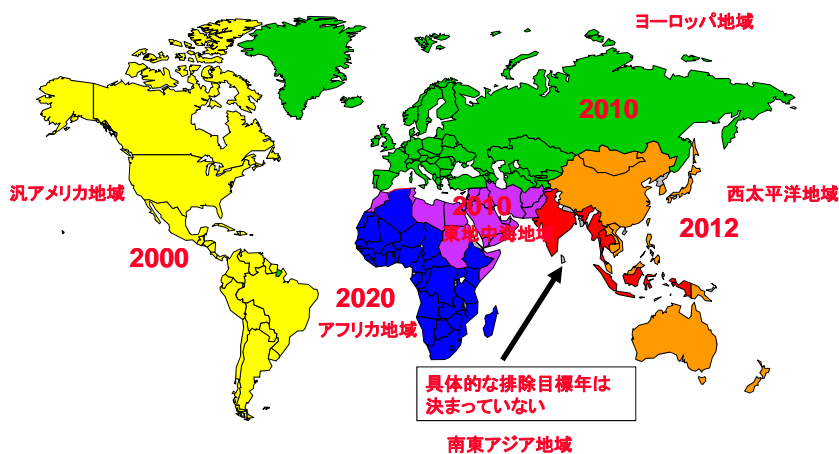 ヨーロッパ地域
2010
汎アメリカ地域
2000
2010
東地中海地域
西太平洋地域
2012
2020
アフリカ地域
具体的な排除目標年は
決まっていない
南東アジア地域